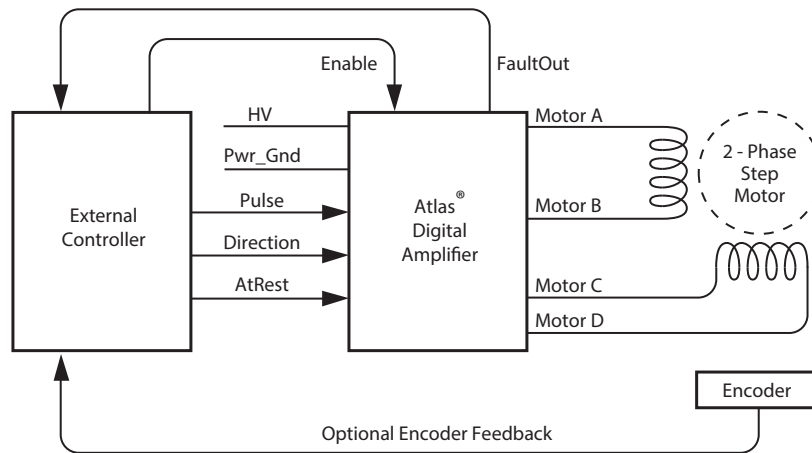 Enable
FaultOut
HV
Pwr_Gnd
Pulse
Direction
AtRest
External
Controller
Atlas®
Digital
Amplifier
Motor A
Motor B
Motor C
Motor D
2 - Phase
Step
Motor
Encoder
Optional Encoder Feedback